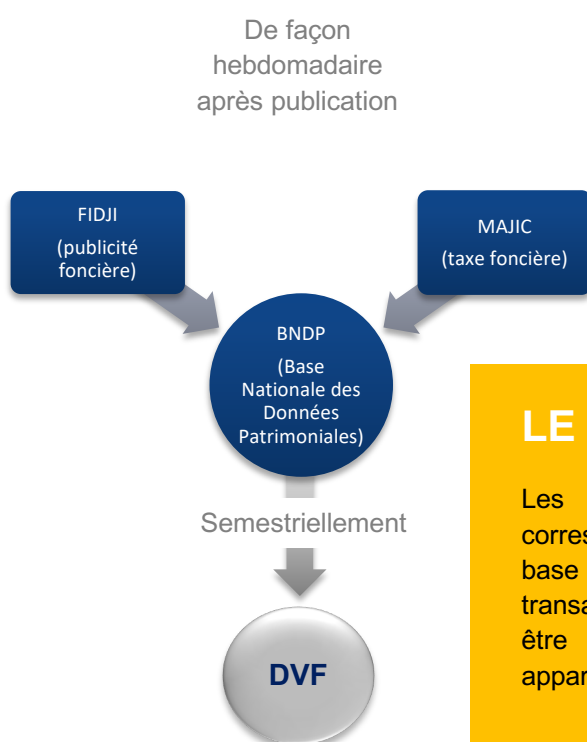 De façon
hebdomadaire
après publication
FIDJI
(publicité
foncière)
MAJIC
(taxe foncière)
BNDP
(Base
Nationale des
Données
Patrimoniales)
LE
Les
base
être
Semestriellement
DVF